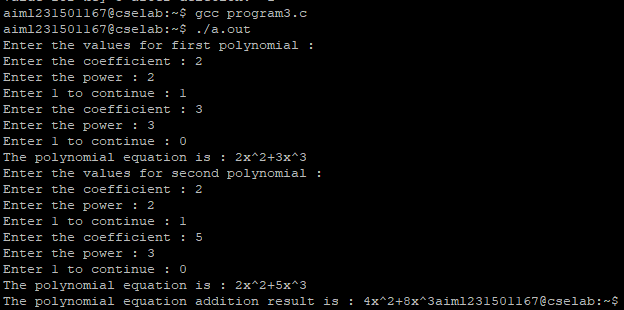 aiml231501167@cselab:~$ gcc program3.c
aiml231501167@cselab:~$ ./a.out
Enter the values for first polynomial :
Enter the coefficient : 2
Enter the power : 2
Enter 1 to continue : 1
Enter the coefficient : 3
Enter the power : 3
Enter 1 to continue : 0
The polynomial equation is : 2x^2+3x^3
Enter the values for second polynomial :
Enter the coefficient : 2
Enter the power : 2
Enter 1 to continue : 1
Enter the coefficient : 5
Enter the power : 3
Enter 1 to continue : 0
The polynomial equation is : 2x^2+5x^3
The polynomial equation addition result is : 4x^2+8x^3aiml231501167@cselab:~$